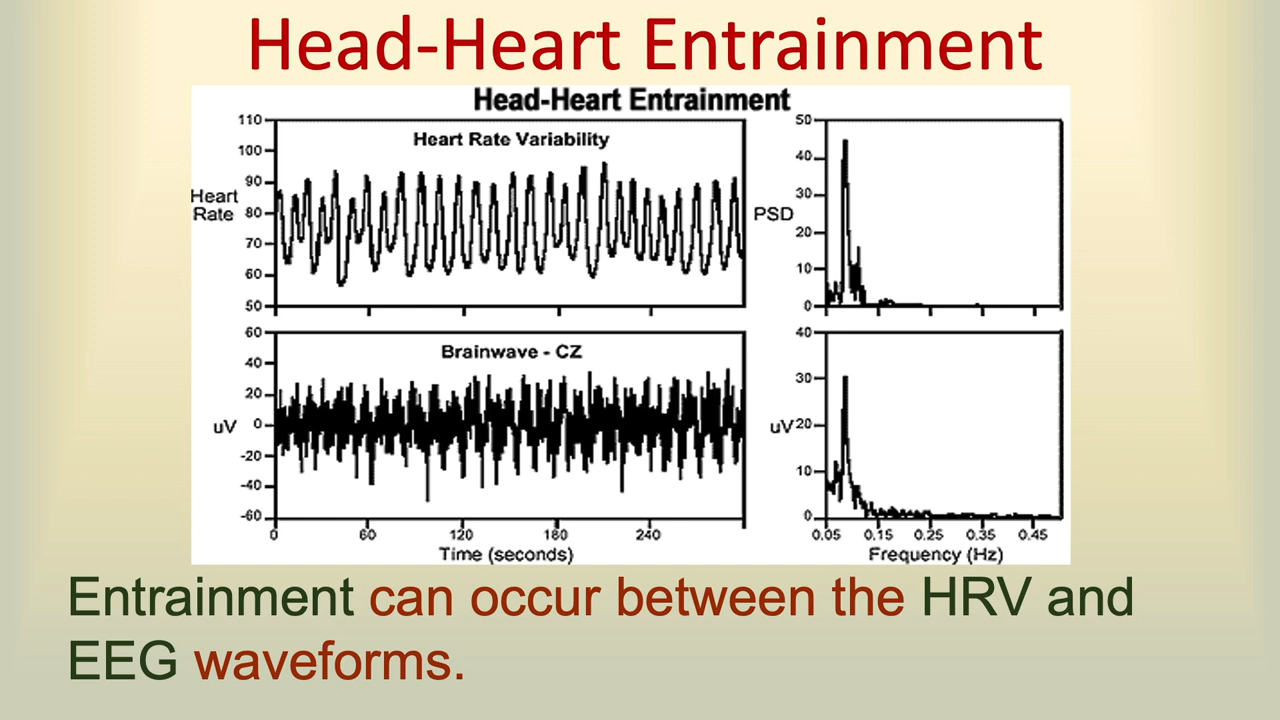 Head-Heart Entrainment
Head-Heart Entrainment
Heart Rate Variability
Heart
Rate
110
100
90
80
70
60
50
PSD
50
40
30
20
10
0
Brainwave - CZ
uV
60
40
20
0
-20
-40
-60
0
60
120
180
240
Time (seconds)
uV
40
30
20
10
0
0.05
0.15
0.25
0.35
0.45
Frequency (Hz)
Entrainment can occur between the HRV and
EEG waveforms.